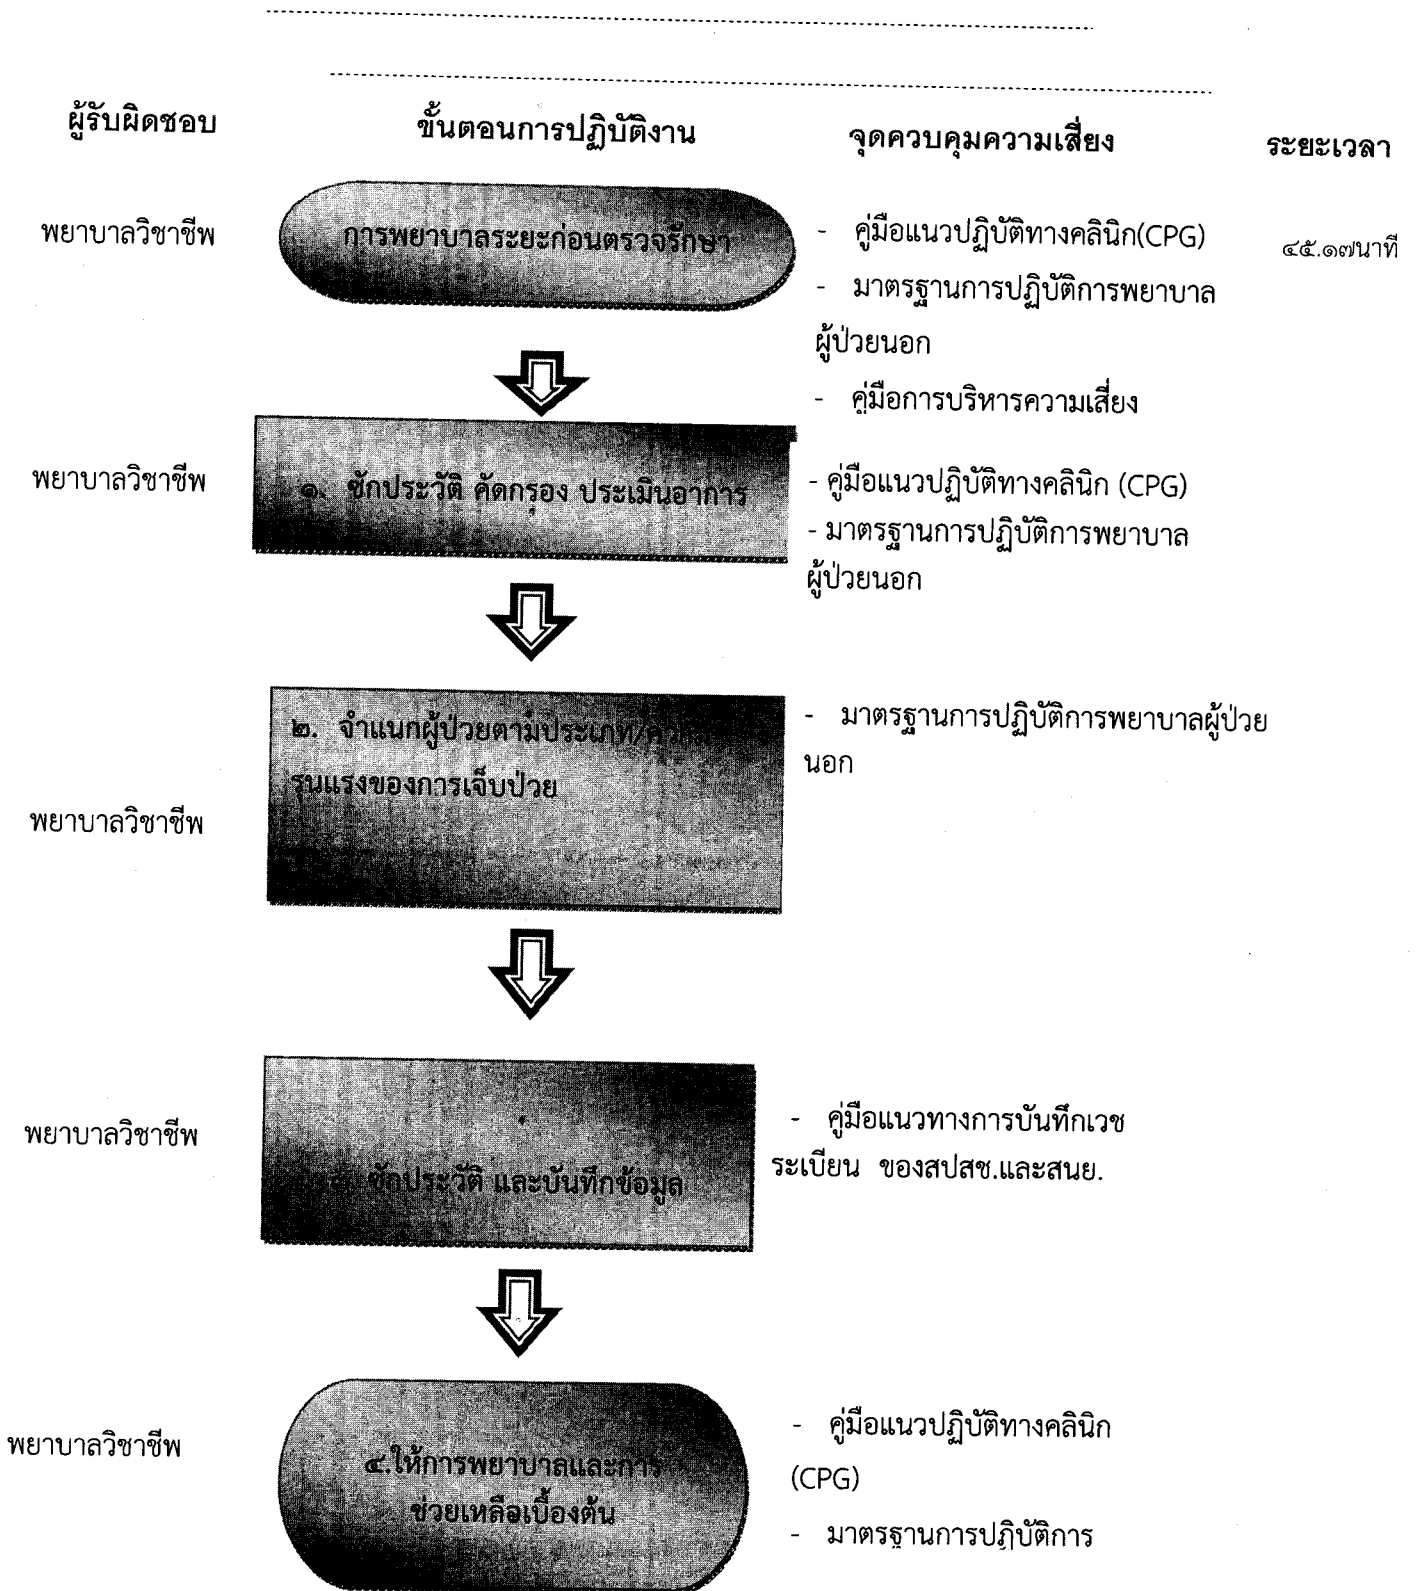 ผู้รับผิดชอบ ขั้นตอนการปฏิบัติงาน จุดควบคุมความเสี่ยง ระยะเวลา
พยาบาลวิชาชีพ การพยาบาลระยะก่อนตรวจรักษา - คู่มือแนวปฏิบัติทางคลินิก(CPG) ๔๕.๑๗นาที
- มาตรฐานการปฏิบัติการพยาบาล
ผู้ป่วยนอก
- คู่มือการบริหารความเสี่ยง
พยาบาลวิชาชีพ ๑. ซักประวัติ คัดกรอง ประเมินอาการ - คู่มือแนวปฏิบัติทางคลินิก (CPG)
- มาตรฐานการปฏิบัติการพยาบาล
ผู้ป่วยนอก
๒. จำแนกผู้ป่วยตามประเภท/ - มาตรฐานการปฏิบัติการพยาบาลผู้ป่วย
รุนแรงของการเจ็บป่วย นอก
พยาบาลวิชาชีพ
พยาบาลวิชาชีพ - คู่มือแนวทางการบันทึกเวช
ซักประวัติ และบันทึกข้อมูล ระเบียน ของสปสช.และสนย.
พยาบาลวิชาชีพ ๔.ให้การพยาบาลและการ - คู่มือแนวปฏิบัติทางคลินิก
ช่วยเหลือเบื้องต้น (CPG)
- มาตรฐานการปฏิบัติการ